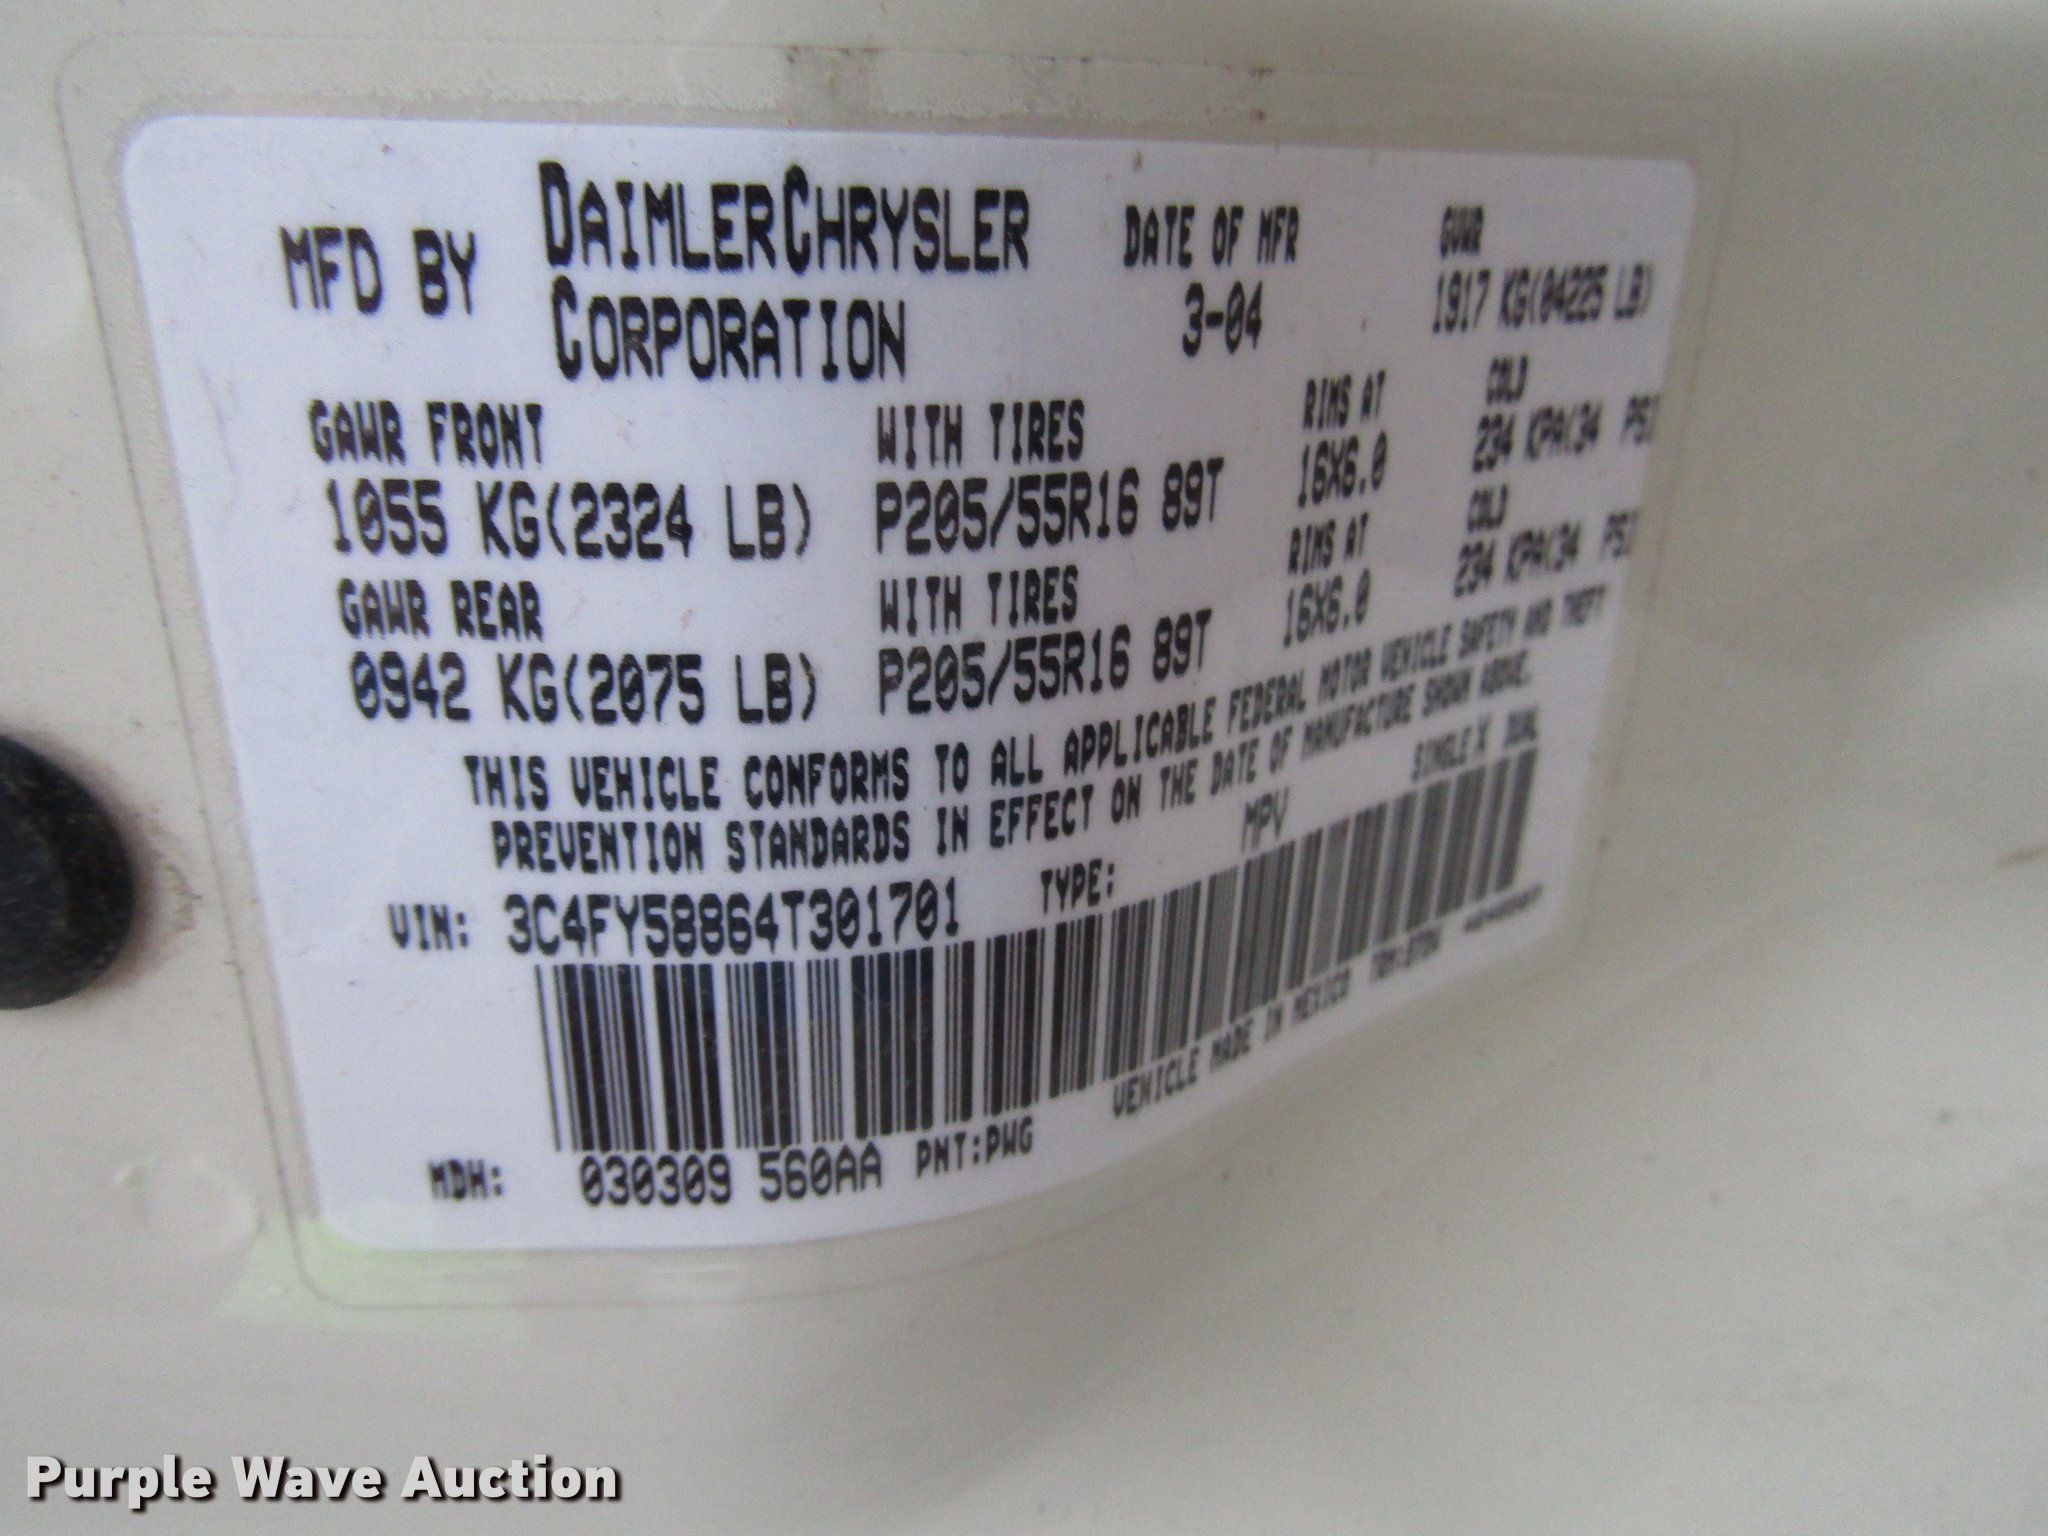 MFD BY DAIMLERCHRYSLER CORPORATION
DATE OF MFR
3-04
GVWR
1917 KG(04225 LB)
GAWR FRONT WITH TIRES RIMS AT COLD
1055 KG(2324 LB) P205/55R16 89T 16X6.0 234 KPA(34 PSI
GAWR REAR WITH TIRES RIMS AT COLD
0942 KG(2075 LB) P205/55R16 89T 16X6.0 234 KPA(34 PSI
THIS VEHICLE CONFORMS TO ALL APPLICABLE FEDERAL MOTOR VEHICLE SAFETY AND THEFT
PREVENTION STANDARDS IN EFFECT ON THE DATE OF MANUFACTURE SHOWN ABOVE.
VIN: 3C4FY58864T301701 TYPE: MPV SINGLE X DUAL
MDH: 030309 560AA PNT:PWG VEHICLE MADE IN MEXICO
Purple Wave Auction